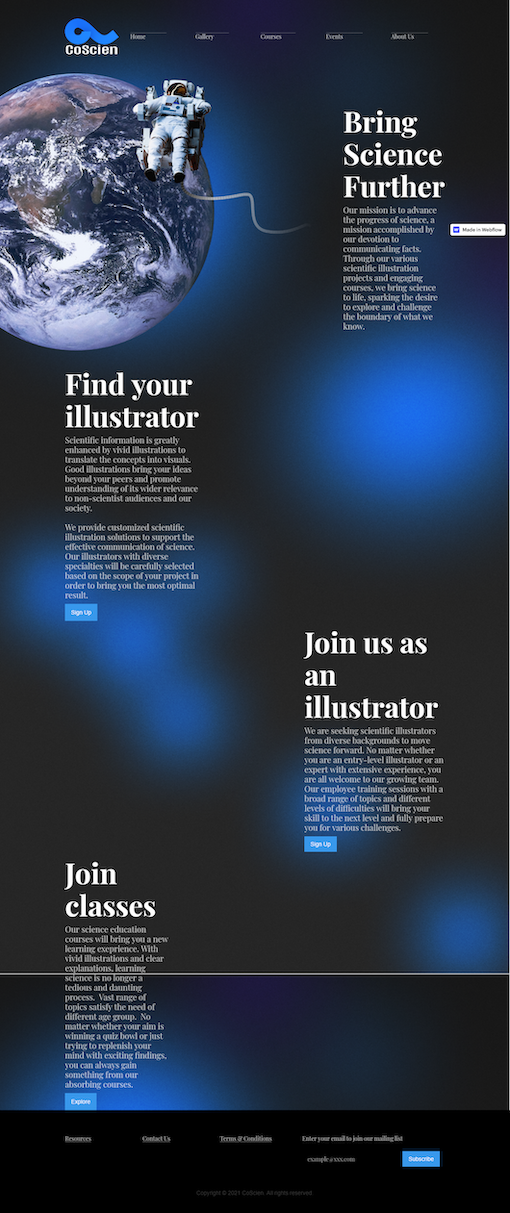 CoScien
Home Gallery Courses Events About Us
Bring
Science
Further
Our mission is to advance
the progress of science, a
mission accomplished by
our devotion to
communicating facts.
Through our various
scientific illustration
projects and engaging
courses, we bring science
to life, sparking the desire
to explore and challenge
the boundary of what we
know.
Made in Webflow
Find your
illustrator
Scientific information is greatly
enhanced by vivid illustrations to
translate the concepts into visuals.
Good illustrations bring your ideas
beyond your peers and promote
understanding of its wider relevance
to non-scientist audiences and our
society.
We provide customized scientific
illustration solutions to support the
effective communication of science.
Our illustrators with diverse
specialties will be carefully selected
based on the scope of your project in
order to bring you the most optimal
result.
Sign Up
Join us as
an
illustrator
We are seeking scientific illustrators
from diverse backgrounds to move
science forward. No matter whether
you are an entry-level illustrator or an
expert with extensive experience, you
are all welcome to our growing team.
Our employee training sessions with a
broad range of topics and different
levels of difficulties will bring your
skill to the next level and fully prepare
you for various challenges.
Sign Up
Join
classes
Our science education
courses will bring you a new
learning exeprience. With
vivid illustrations and clear
explanations, learning
science is no longer a
tedious and daunting
process. Vast range of
topics satisfy the need of
different age group. No
matter whether your aim is
winning a quiz bowl or just
trying to replenish your
mind with exciting findings,
you can always gain
something from our
absorbing courses.
Explore
Resources Contact Us Terms & Conditions Enter your email to join our mailing list
example@xxx.com Subscribe
Copyright © 2021 CoScien. All rights reserved